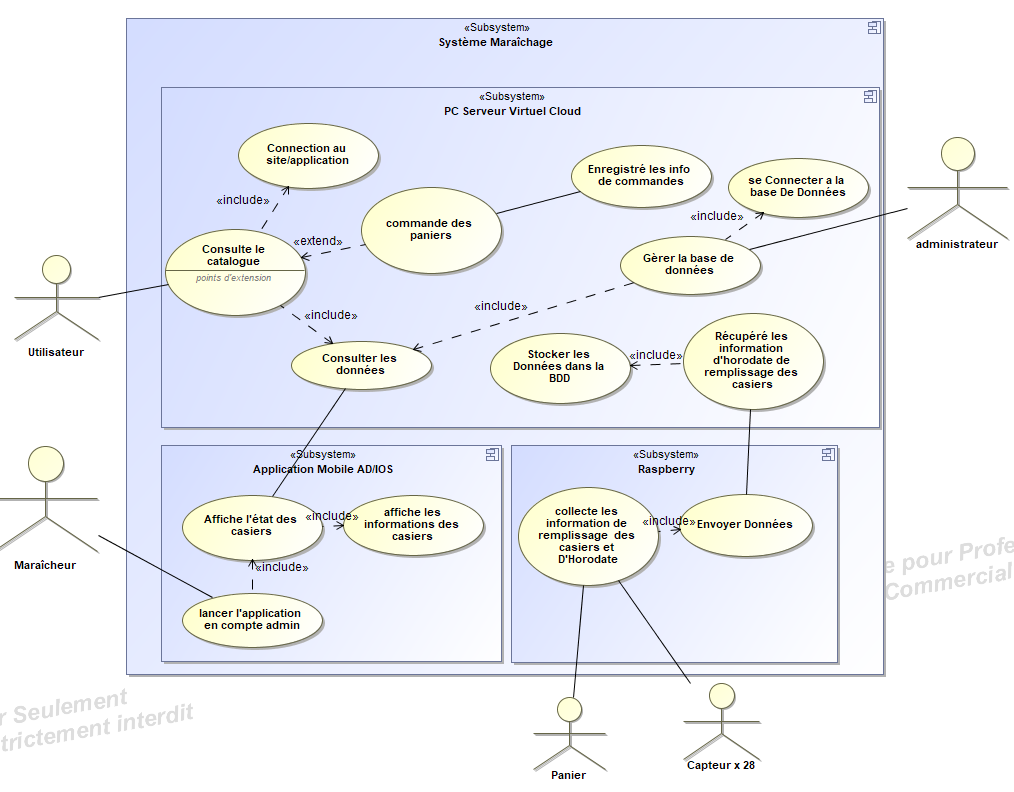 «Subsystem»
Système Maraîchage
«Subsystem»
PC Serveur Virtuel Cloud
Connection au
site/application
Enregistré les info
de commandes
se Connecter a la
base De Données
«include»
commande des
paniers
«include»
administrateur
Consulte le
catalogue
points d'extension
«extend»
Gèrer la base de
données
Utilisateur
«include»
«include»
Consulter les
données
Stocker les
Données dans la
BDD
«include»
Récupéré les
information
d'horodate de
remplissage des
casiers
«Subsystem»
Application Mobile AD/IOS
«Subsystem»
Raspberry
Affiche l'état des
casiers
«include»
affiche les
informations des
casiers
collecte les
information de
remplissage des
casiers et
D'Horodate
«include»
Envoyer Données
Maraîcheur
«include»
lancer l'application
en compte admin
e pour Profe
Commercial
r Seulement
trictement interdit
Panier
Capteur x 28